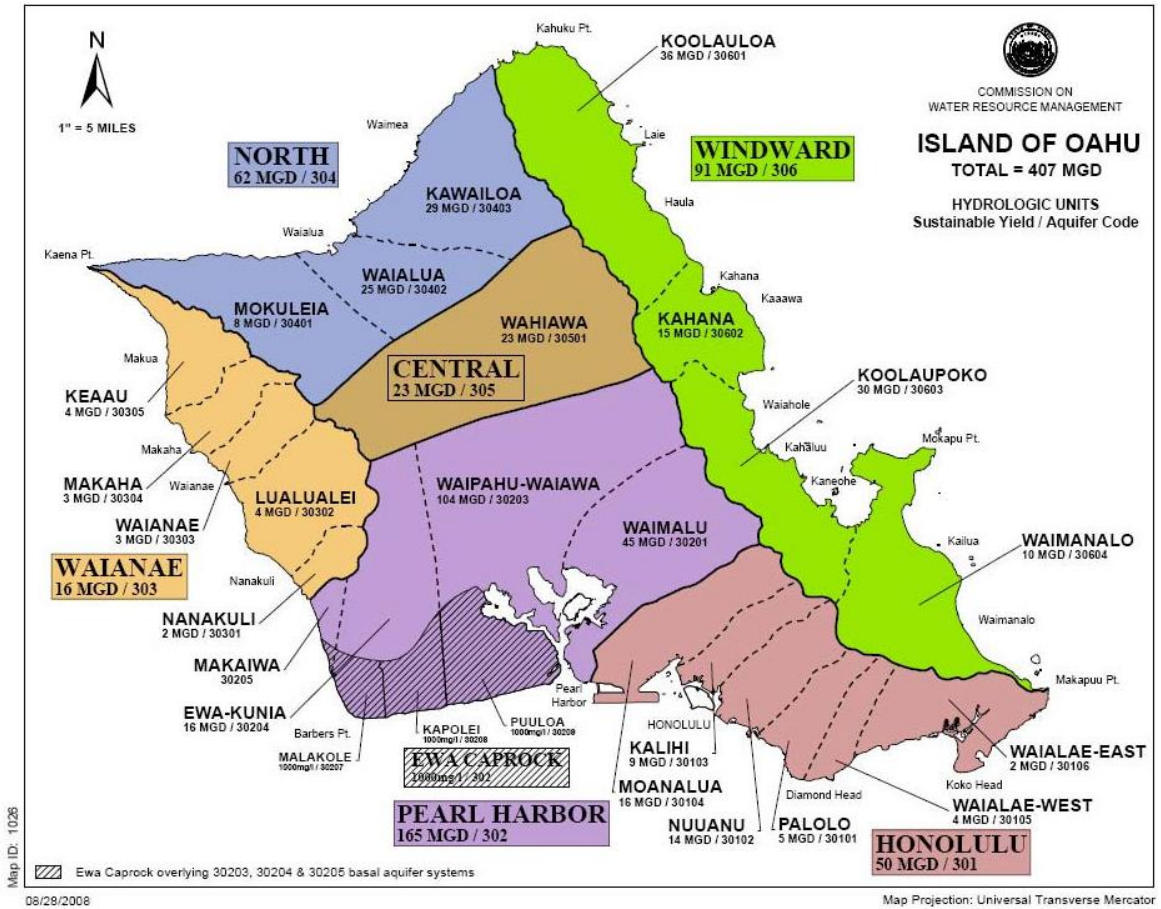 Kahuku Pt.
N
1" = 5 MILES
KOOLAULOA
36 MGD / 30601
COMMISSION ON
WATER RESOURCE MANAGEMENT
ISLAND OF OAHU
TOTAL = 407 MGD
HYDROLOGIC UNITS
Sustainable Yield / Aquifer Code
Waimea
Laie
NORTH
62 MGD / 304
WINDWARD
91 MGD / 306
KAWAILOA
29 MGD / 30403
Haula
Waialua
Kaena Pt.
WAIALUA
25 MGD / 30402
Kahana
Kaaawa
MOKULEIA
8 MGD / 30401
WAHIAWA
23 MGD / 30501
KAHANA
15 MGD / 30602
Makua
CENTRAL
23 MGD / 305
KOOLAUPOKO
30 MGD / 30603
KEAAU
4 MGD / 30305
Waiahole
Makaha
Kahaluu
Mokapu Pt.
MAKAHA
3 MGD / 30304
Waianae
Kaneohe
LUALUALEI
4 MGD / 30302
WAIPAHU-WAIAWA
104 MGD / 30203
WAIANAE
3 MGD / 30303
WAIMALU
45 MGD / 30201
Kailua
WAIMANALO
10 MGD / 30604
WAIANAE
16 MGD / 303
Nanakuli
NANAKULI
2 MGD / 30301
Waimanalo
MAKAIWA
30205
Makapuu Pt.
Pearl
Harbor
EWA-KUNIA
16 MGD / 30204
Barbers Pt.
KAPOLEI
1000mg/l / 30208
PUULOA
1000mg/l / 30209
HONOLULU
MALAKOLE
1000mg/l / 30207
EWA CAPROCK
1000mg/l / 302
KALIHI
9 MGD / 30103
WAIALAE-EAST
2 MGD / 30106
MOANALUA
16 MGD / 30104
Diamond Head
Koko Head
PEARL HARBOR
165 MGD / 302
NUUANU
14 MGD / 30102
PALOLO
5 MGD / 30101
WAIALAE-WEST
4 MGD / 30105
HONOLULU
50 MGD / 301
Map ID: 1026
Ewa Caprock overlying 30203, 30204 & 30205 basal aquifer systems
08/28/2008
Map Projection: Universal Transverse Mercator